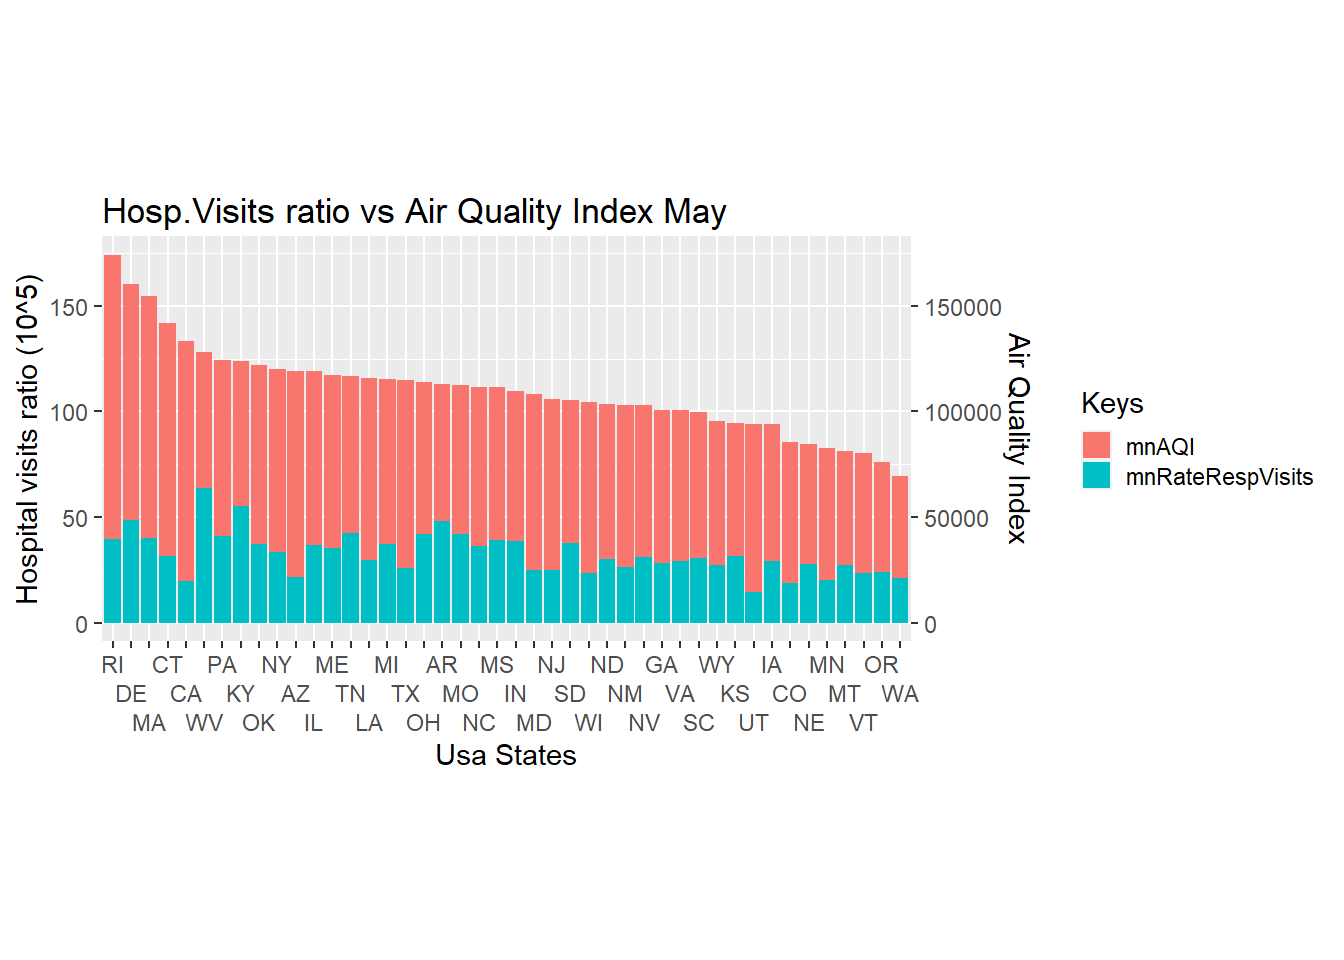 Hosp.Visits ratio vs Air Quality Index May
Hospital visits ratio (10^5)
150
100
50
0
150000
100000
50000
0
Air Quality Index
RI CT PA NY ME MI AR MS NJ ND GA WY IA MN OR
DE CA KY AZ TN TX MO IN SD NM VA KS CO MT WA
MA WV OK IL LA OH NC MD WI NV SC UT NE VT
Usa States
Keys
mnAQI
mnRateRespVisits